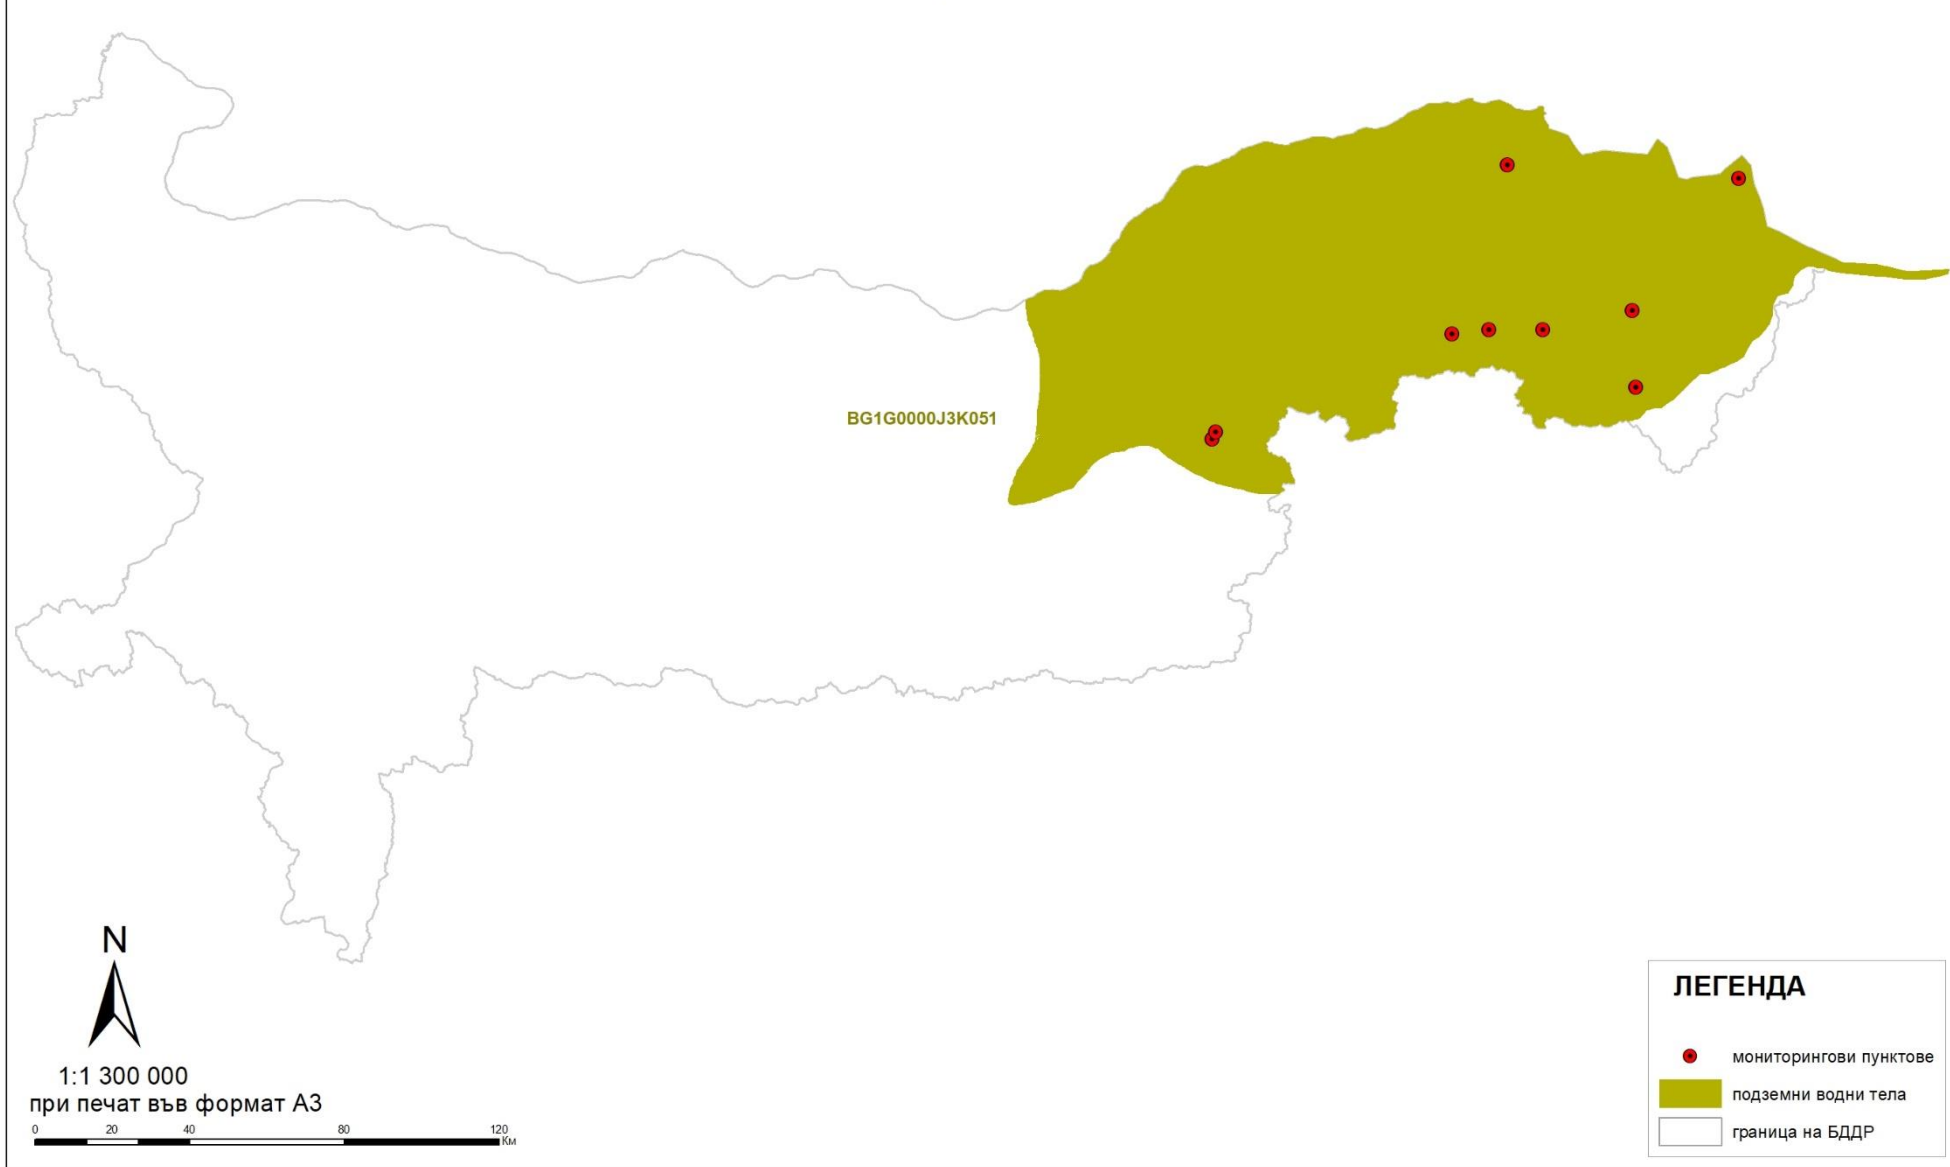 BG1G0000J3K051
N
1:1 300 000
при печат във формат А3
0 20 40 80 120
Км
ЛЕГЕНДА
мониторингови пунктове
подземни водни тела
граница на БДДР